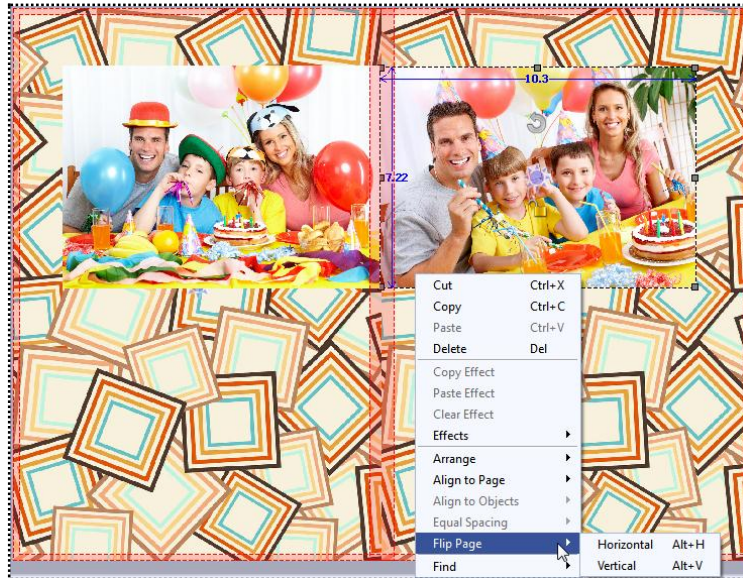 10.3
7.22
Cut Ctrl+X
Copy Ctrl+C
Paste Ctrl+V
Delete Del
Copy Effect
Paste Effect
Clear Effect
Effects
Arrange
Align to Page
Align to Objects
Equal Spacing
Flip Page
Horizontal Alt+H
Find
Vertical Alt+V